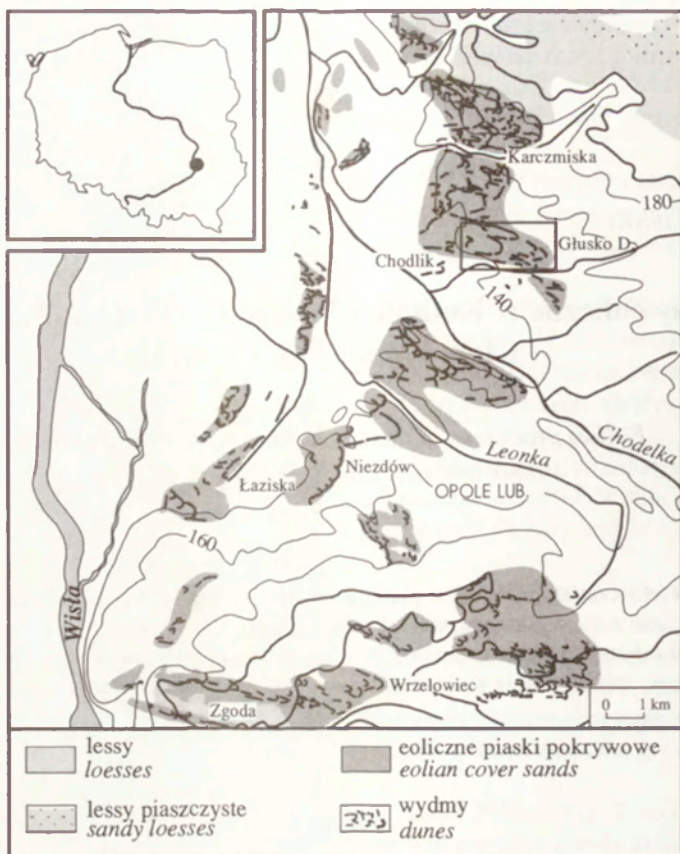 Karczmiska
180
Głusko D.
Chodlik
140
Chodelka
Leonka
Niezdów
Łaziska
OPOLE LUB.
160
Wisła
Wrzelowiec
Zgoda
0 1 km
lessy
loesses
eoliczne piaski pokrywowe
eolian cover sands
lessy piaszczyste
sandy loesses
wydmy
dunes